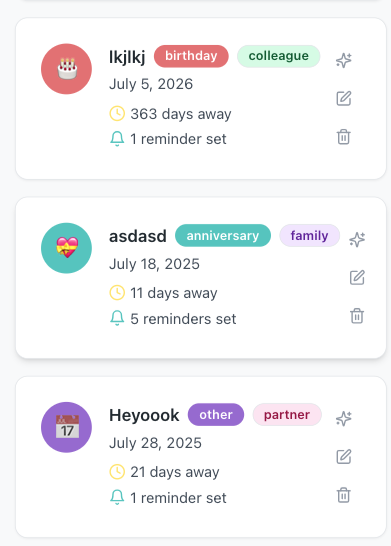 lkjlkj birthday colleague
July 5, 2026
363 days away
1 reminder set
asdasd anniversary family
July 18, 2025
11 days away
5 reminders set
17
Heyoook other partner
July 28, 2025
21 days away
1 reminder set